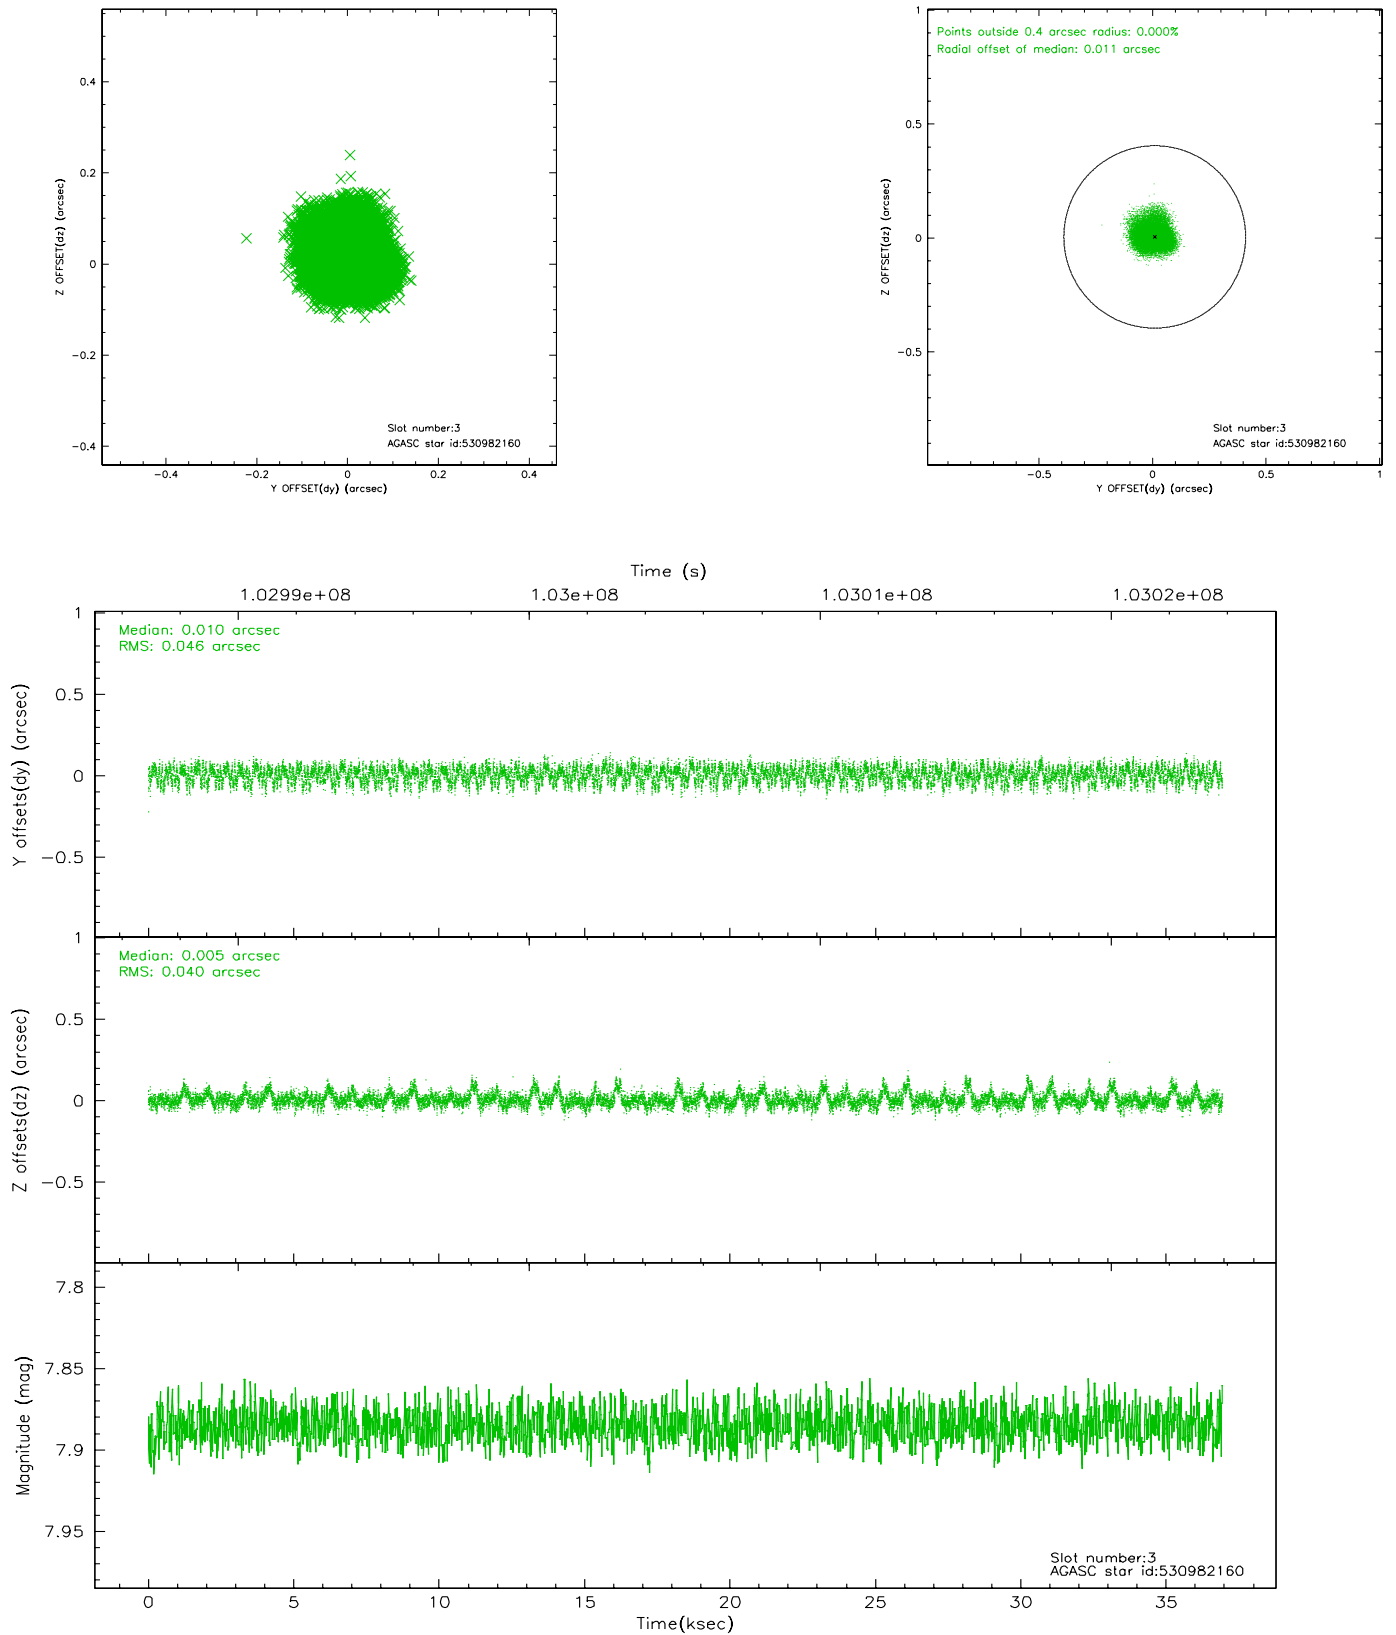 0.4
0.2
0
−0.2
−0.4
Z OFFSET(dz) (arcsec)
Slot number:3
AGASC star id:530982160
−0.4 −0.2 0 0.2 0.4
Y OFFSET(dy) (arcsec)
Points outside 0.4 arcsec radius: 0.000%
Radial offset of median: 0.011 arcsec
1
0.5
0
−0.5
Z OFFSET(dz) (arcsec)
Slot number:3
AGASC star id:530982160
−0.5 0 0.5 1
Y OFFSET(dy) (arcsec)
Time (s)
1.0299e+08 1.03e+08 1.0301e+08 1.0302e+08
Median: 0.010 arcsec
RMS: 0.046 arcsec
1
0.5
0
−0.5
Y offsets(dy) (arcsec)
Median: 0.005 arcsec
RMS: 0.040 arcsec
1
0.5
0
−0.5
Z offsets(dz) (arcsec)
7.8
7.85
7.9
7.95
Magnitude (mag)
Slot number:3
AGASC star id:530982160
0 5 10 15 20 25 30 35
Time(ksec)